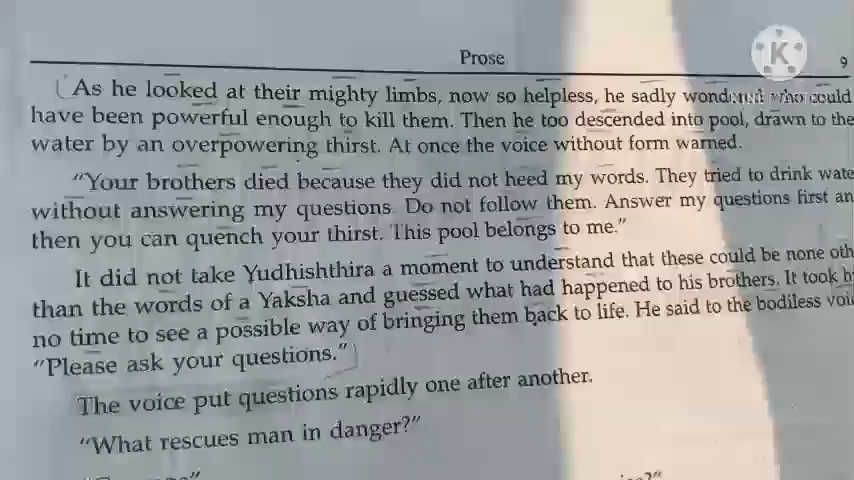 Prose
9
K
As he looked at their mighty limbs, now so helpless, he sadly wondered who could
have been powerful enough to kill them. Then he too descended into pool, drawn to the
water by an overpowering thirst. At once the voice without form warned.
"Your brothers died because they did not heed my words. They tried to drink wate
without answering my questions. Do not follow them. Answer my questions first an
then you can quench your thirst. This pool belongs to me."
It did not take Yudhishthira a moment to understand that these could be none oth
than the words of a Yaksha and guessed what had happened to his brothers. It took h
no time to see a possible way of bringing them back to life. He said to the bodiless voi
"Please ask your questions."
The voice put questions rapidly one after another.
"What rescues man in danger?"